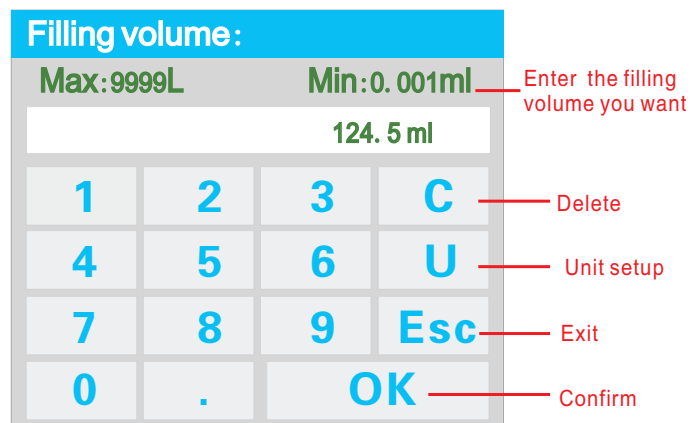 Filling volume:
Max:9999L Min:0.001ml
Enter the filling
volume you want
124.5 ml
1 2 3 C
Delete
4 5 6 U
Unit setup
7 8 9 Esc
Exit
0 . OK
Confirm